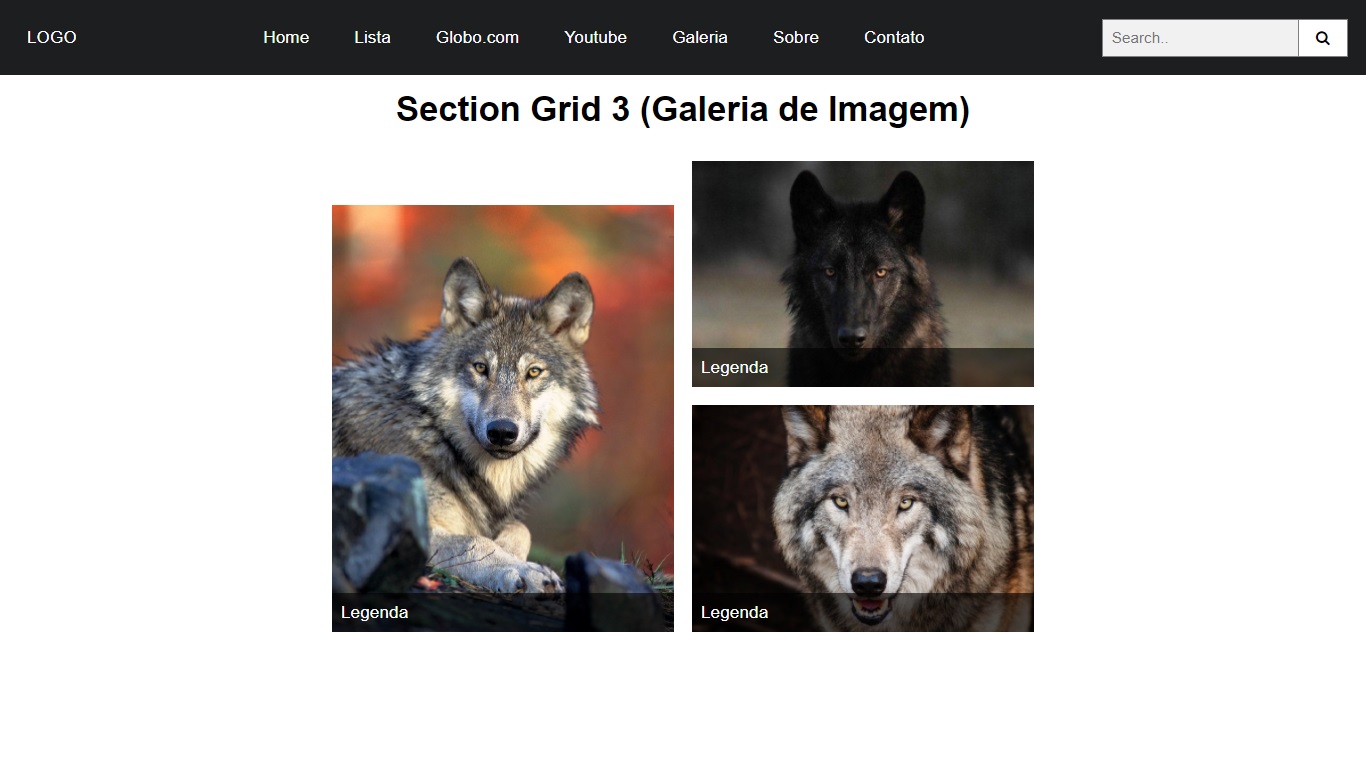 LOGO Home Lista Globo.com Youtube Galeria Sobre Contato Search..
Section Grid 3 (Galeria de Imagem)
Legenda
Legenda
Legenda